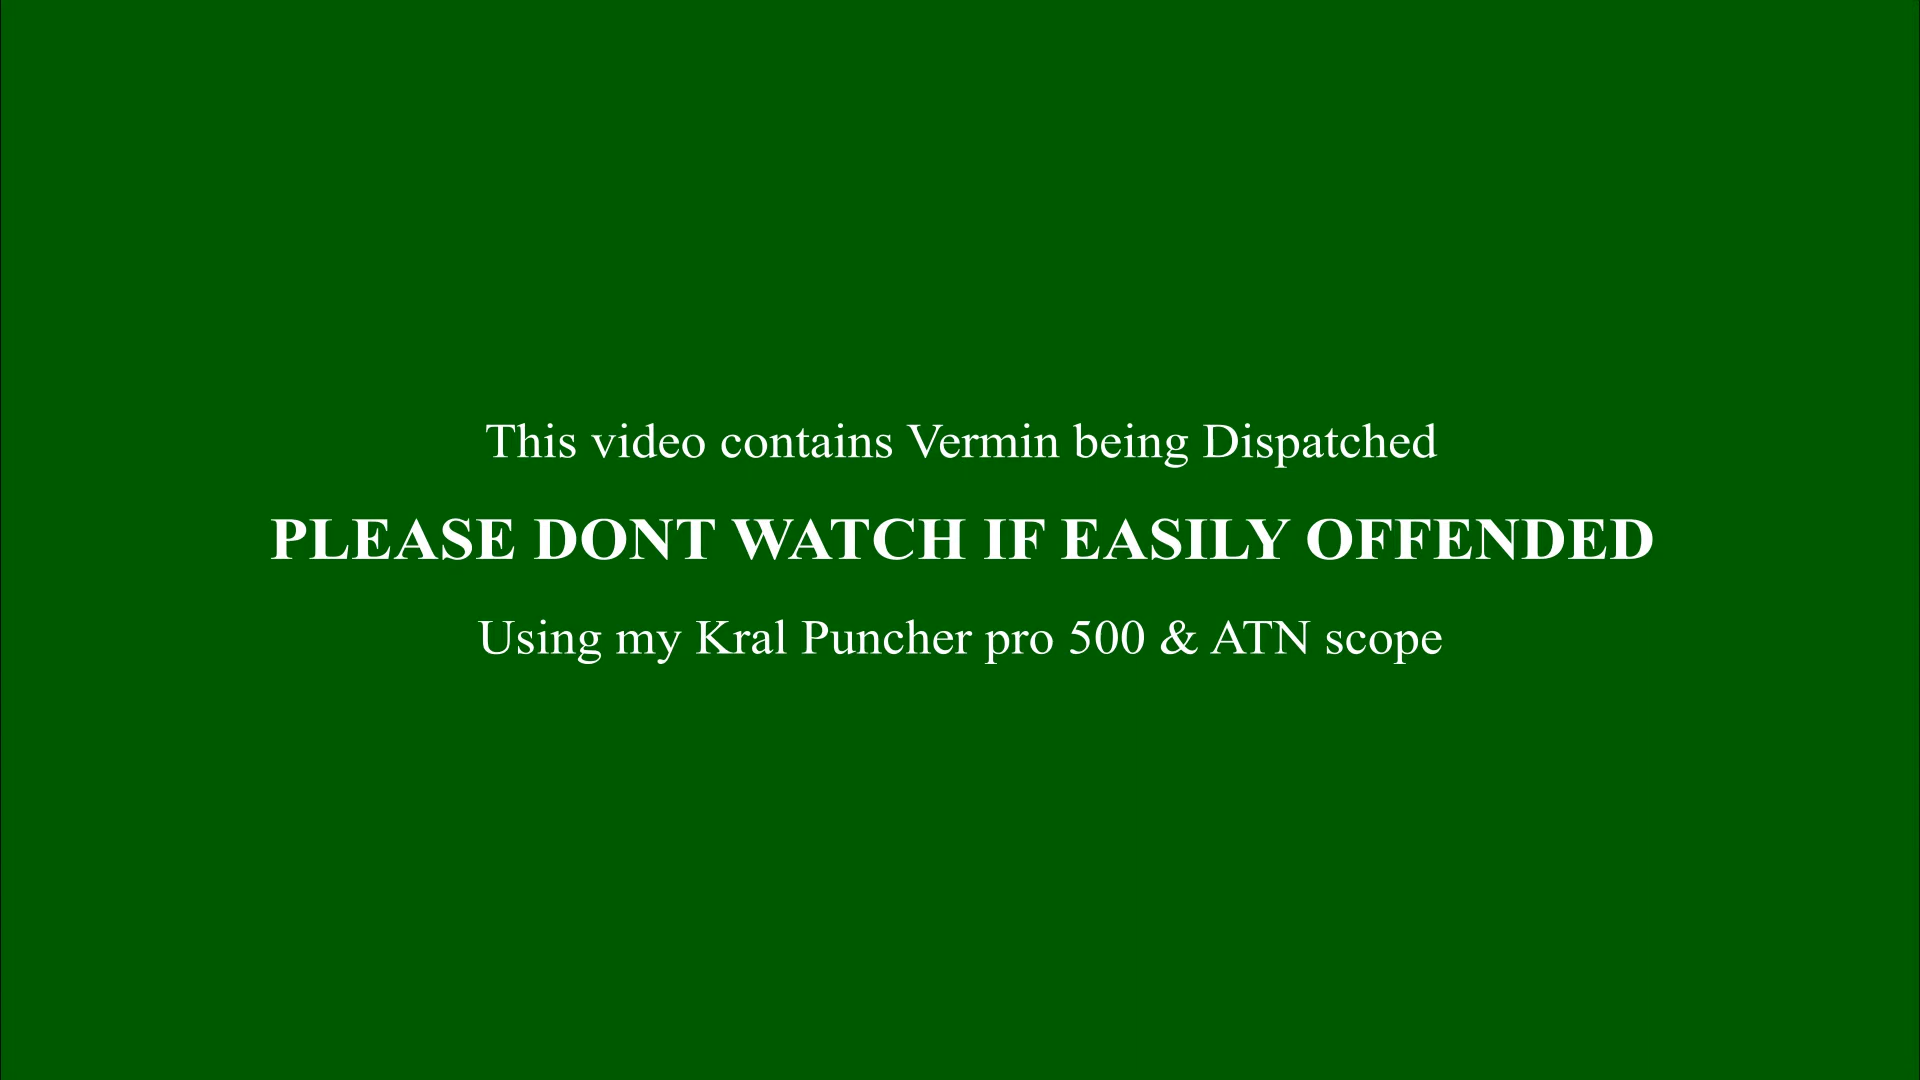 This video contains Vermin being Dispatched
PLEASE DONT WATCH IF EASILY OFFENDED
Using my Kral Puncher pro 500 & ATN scope